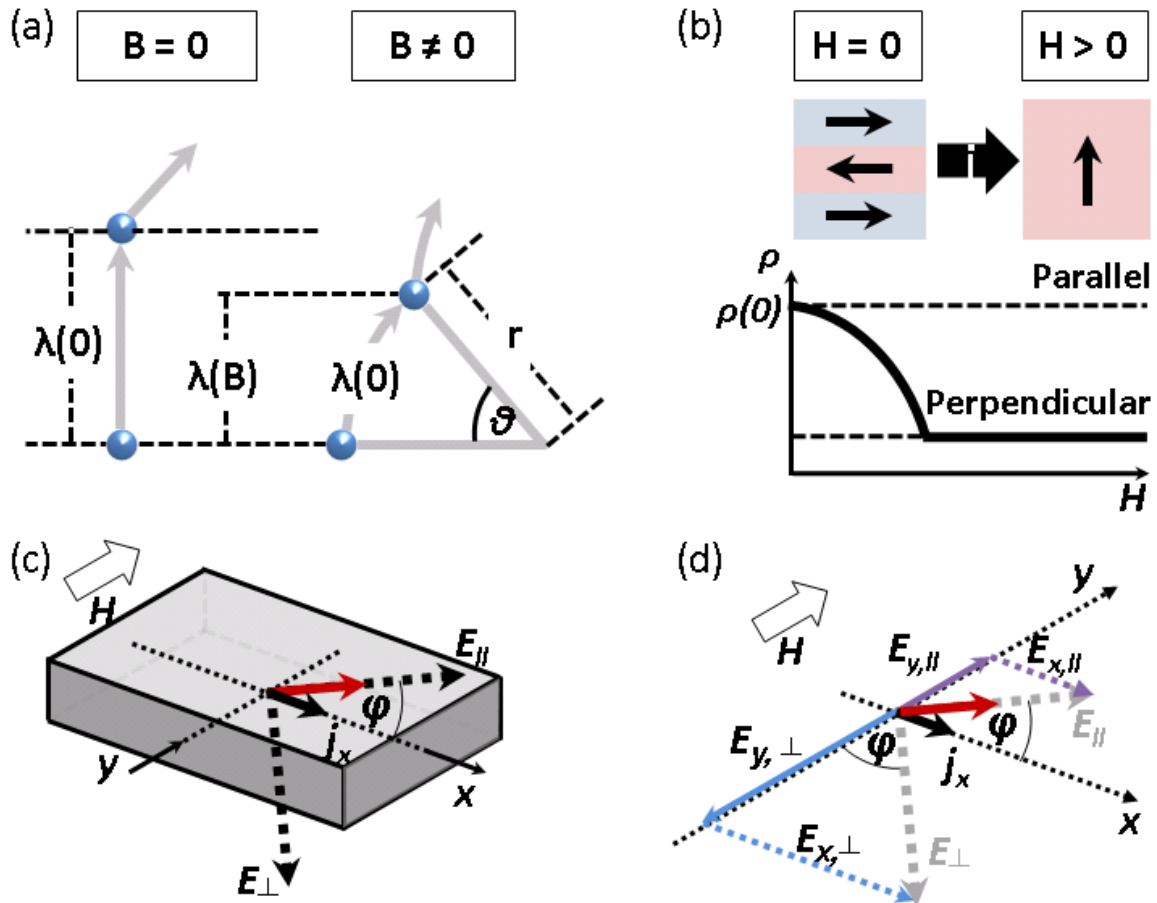 (a)
B = 0
B ≠ 0
λ(0)
λ(B)
λ(0)
r
ϑ
(b)
H = 0
H > 0
ρ
ρ(0)
Parallel
Perpendicular
H
(c)
H
E||
φ
jx
y
x
E⊥
(d)
H
y
Ey,||
Ex,||
φ
E||
Ey,⊥
φ
jx
x
Ex,⊥
E⊥